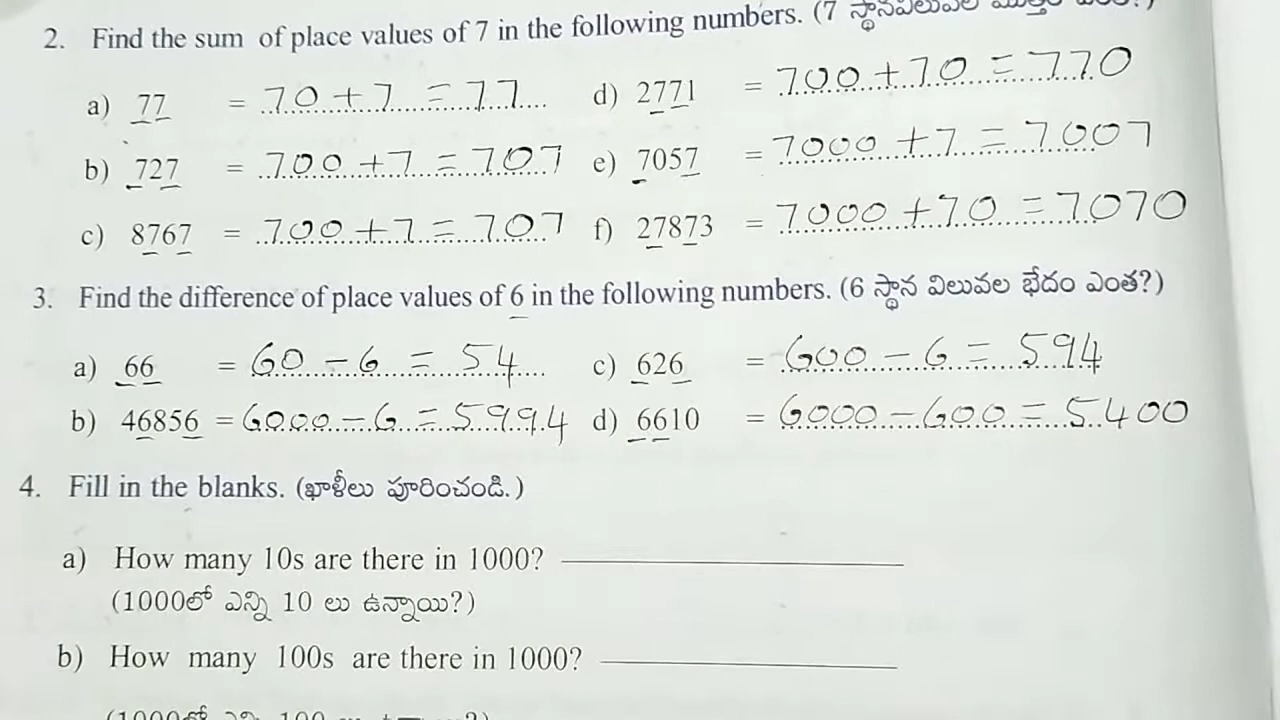 2. Find the sum of place values of 7 in the following numbers. (7
a) 77 = 70 + 7 = 77 d) 2771 = 700 + 70 = 770
b) 727 = 700 + 7 = 707 e) 7057 = 7000 + 7 = 7007
c) 8767 = 700 + 7 = 707 f) 27873 = 7000 + 70 = 7070
3. Find the difference of place values of 6 in the following numbers. (6 స్థాన విలువల భేదం ఎంత?)
a) 66 = 60 - 6 = 54 c) 626 = 600 - 6 = 594
b) 46856 = 6000 - 6 = 5994 d) 6610 = 6000 - 600 = 5400
4. Fill in the blanks. (ఖాళీలు పూరించండి.)
a) How many 10s are there in 1000?
(1000లో ఎన్ని 10 లు ఉన్నాయి?)
b) How many 100s are there in 1000?